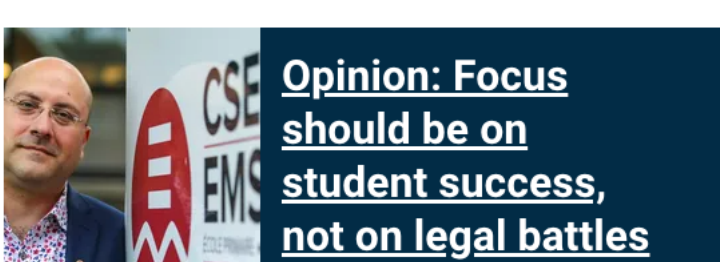 CSE
EMS
Opinion: Focus
should be on
student success,
not on legal battles